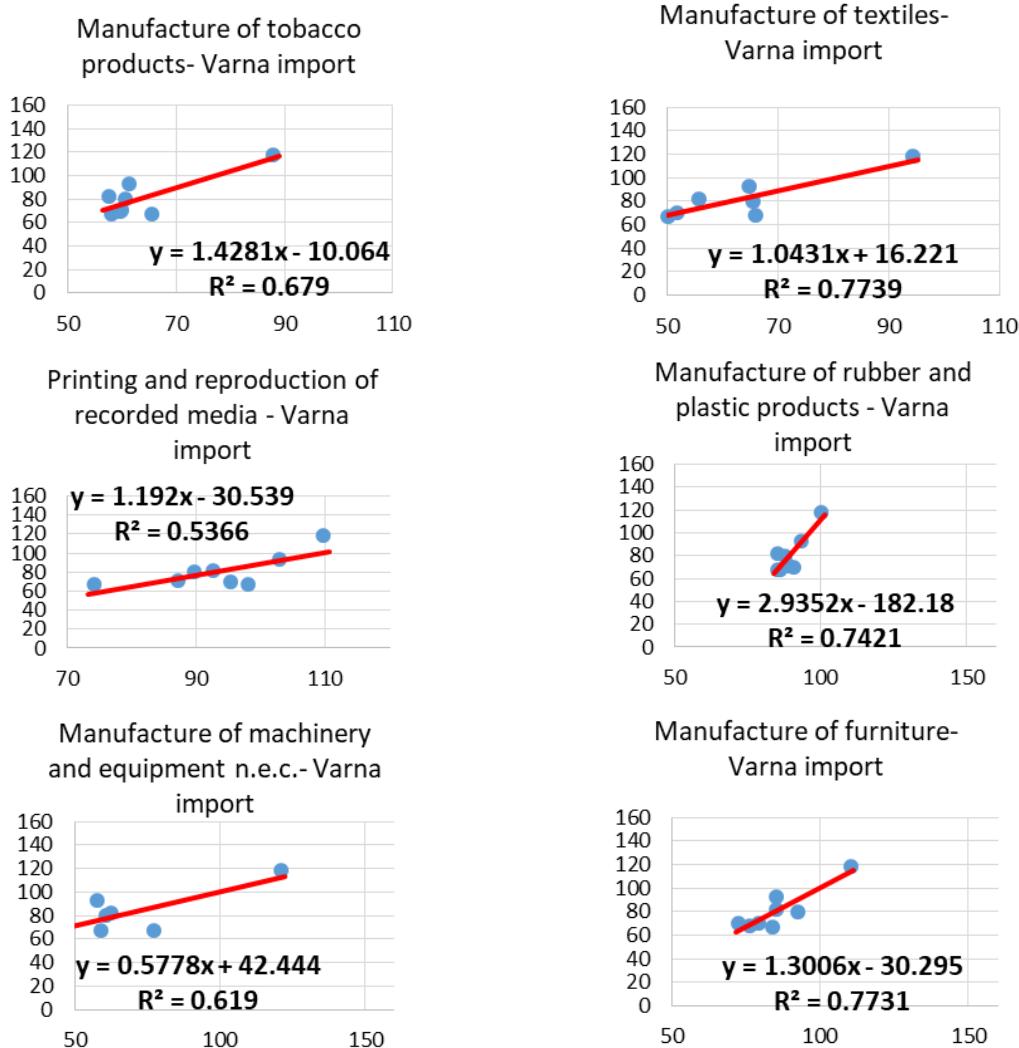 Manufacture of tobacco
products- Varna import
160
140
120
100
80
60
40
20
0
y = 1.4281x - 10.064
R² = 0.679
50 70 90 110
Manufacture of textiles-
Varna import
160
140
120
100
80
60
40
20
0
y = 1.0431x + 16.221
R² = 0.7739
50 70 90 110
Printing and reproduction of
recorded media - Varna
import
160
140
120
100
80
60
40
20
0
y = 1.192x - 30.539
R² = 0.5366
70 90 110
Manufacture of rubber and
plastic products - Varna
import
160
140
120
100
80
60
40
20
0
y = 2.9352x - 182.18
R² = 0.7421
50 100 150
Manufacture of machinery
and equipment n.e.c.- Varna
import
160
140
120
100
80
60
40
20
0
y = 0.5778x + 42.444
R² = 0.619
50 100 150
Manufacture of furniture-
Varna import
160
140
120
100
80
60
40
20
0
y = 1.3006x - 30.295
R² = 0.7731
50 100 150